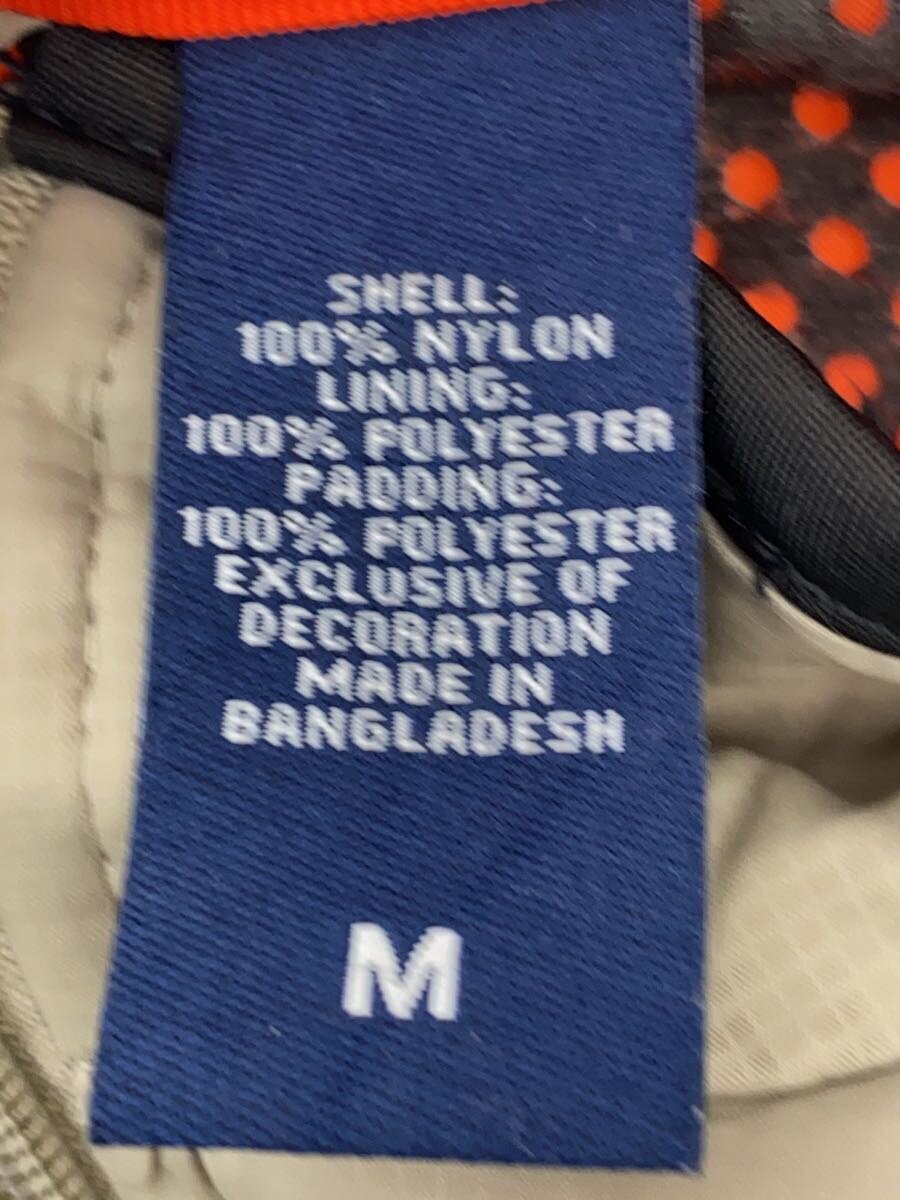 SHELL:
100% NYLON
LINING:
100% POLYESTER
PADDING:
100% POLYESTER
EXCLUSIVE OF
DECORATION
MADE IN
BANGLADESH
M